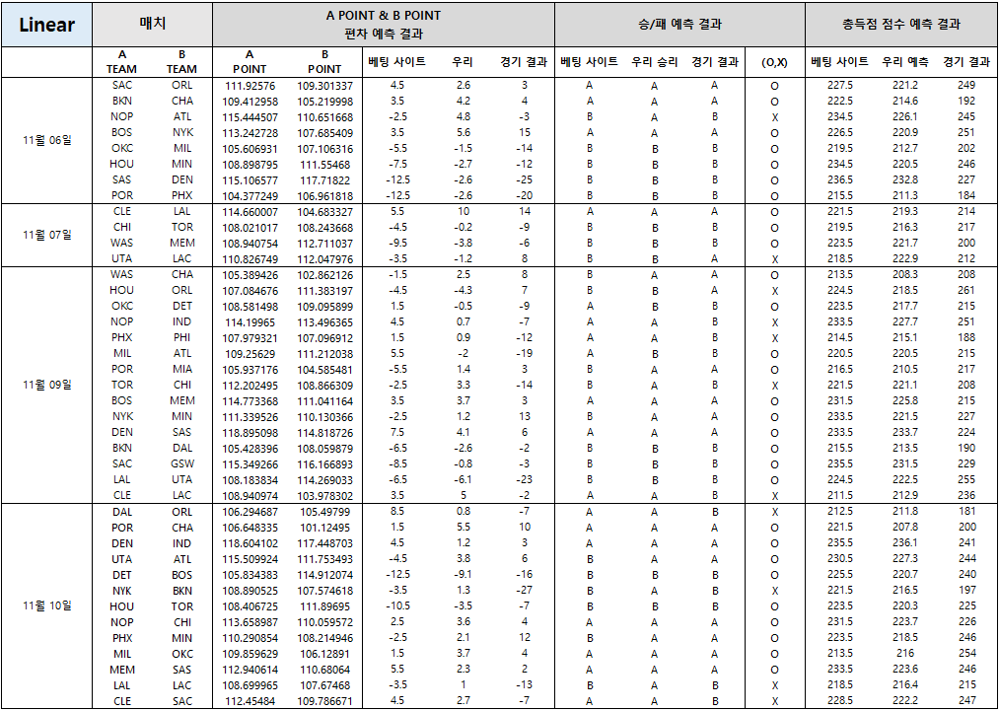 Linear 매치 A POINT & B POINT 편차 예측 결과 승/패 예측 결과 총득점 점수 예측 결과
A TEAM B TEAM A POINT B POINT 베팅 사이트 우리 경기 결과 베팅 사이트 우리 승리 경기 결과 (O,X) 베팅 사이트 우리 예측 경기 결과
11월 06일
SAC ORL 111.92576 109.301337 4.5 2.6 3 A A A O 227.5 221.2 249
BKN CHA 109.412958 105.219998 3.5 4.2 4 A A A O 222.5 214.6 192
NOP ATL 115.444507 110.651668 -2.5 4.8 -3 B A B X 234.5 226.1 245
BOS NYK 113.242728 107.685409 3.5 5.6 15 A A A O 226.5 220.9 251
OKC MIL 105.606931 107.106316 -5.5 -1.5 -14 B B B O 219.5 212.7 202
HOU MIN 108.898795 111.55468 -7.5 -2.7 -12 B B B O 234.5 220.5 246
SAS DEN 115.106577 117.71822 -12.5 -2.6 -25 B B B O 236.5 232.8 227
POR PHX 104.377249 106.961818 -12.5 -2.6 -20 B B B O 215.5 211.3 184
11월 07일
CLE LAL 114.660007 104.683327 5.5 10 14 A A A O 221.5 219.3 214
CHI TOR 108.021017 108.243668 -4.5 -0.2 -9 B B B O 219.5 216.3 217
WAS MEM 108.940754 112.711037 -9.5 -3.8 -6 B B B O 223.5 221.7 200
UTA LAC 110.826749 112.047976 -3.5 -1.2 8 B B A X 218.5 222.9 212
11월 09일
WAS CHA 105.389426 102.862126 -1.5 2.5 8 B A A O 213.5 208.3 208
HOU ORL 107.084676 111.383197 -4.5 -4.3 7 B B A X 224.5 218.5 261
OKC DET 108.581498 109.095899 1.5 -0.5 -9 A B B O 223.5 217.7 215
NOP IND 114.19965 113.496365 4.5 0.7 -7 A A B X 233.5 227.7 251
PHX PHI 107.979321 107.096912 1.5 0.9 -12 A A B X 214.5 215.1 188
MIL ATL 109.25629 111.212038 5.5 -2 -19 A B B O 220.5 220.5 215
POR MIA 105.937176 104.585481 -5.5 1.4 3 B A A O 216.5 210.5 217
TOR CHI 112.202495 108.866309 -2.5 3.3 -14 B A B X 221.5 221.1 208
BOS MEM 114.773368 111.041164 3.5 3.7 3 A A A O 231.5 225.8 215
NYK MIN 111.339526 110.130366 -2.5 1.2 13 B A A O 233.5 221.5 227
DEN SAS 118.895098 114.818726 7.5 4.1 6 A A A O 233.5 233.7 224
BKN DAL 105.428396 108.059879 -6.5 -2.6 -2 B B B O 215.5 213.5 190
SAC GSW 115.349266 116.166893 -8.5 -0.8 -3 B B B O 235.5 231.5 229
LAL UTA 108.183834 114.269033 -6.5 -6.1 -23 B B B O 224.5 222.5 255
CLE LAC 108.940974 103.978302 3.5 5 -2 A A B X 211.5 212.9 236
11월 10일
DAL ORL 106.294687 105.49799 8.5 0.8 -7 A A B X 212.5 211.8 181
POR CHA 106.648335 101.12495 1.5 5.5 10 A A A O 221.5 207.8 200
DEN IND 118.604102 117.448703 4.5 1.2 3 A A A O 235.5 236.1 241
UTA ATL 115.509924 111.753493 -4.5 3.8 6 B A A O 230.5 227.3 244
DET BOS 105.834383 114.912074 -12.5 -9.1 -16 B B B O 225.5 220.7 240
NYK BKN 108.890525 107.574618 -3.5 1.3 -27 B A B X 221.5 216.5 197
HOU TOR 108.406725 111.89695 -10.5 -3.5 -7 B B B O 223.5 220.3 225
NOP CHI 113.658987 110.059572 2.5 3.6 4 A A A O 231.5 223.7 226
PHX MIN 110.290854 108.214946 -2.5 2.1 12 B A A O 223.5 218.5 246
MIL OKC 109.859629 106.12891 1.5 3.7 4 A A A O 213.5 216 254
MEM SAS 112.940614 110.68064 5.5 2.3 2 A A A O 233.5 223.6 246
LAL LAC 108.699965 107.67468 -3.5 1 -13 B A B X 218.5 216.4 215
CLE SAC 112.45484 109.786671 4.5 2.7 -7 A A B X 228.5 222.2 247